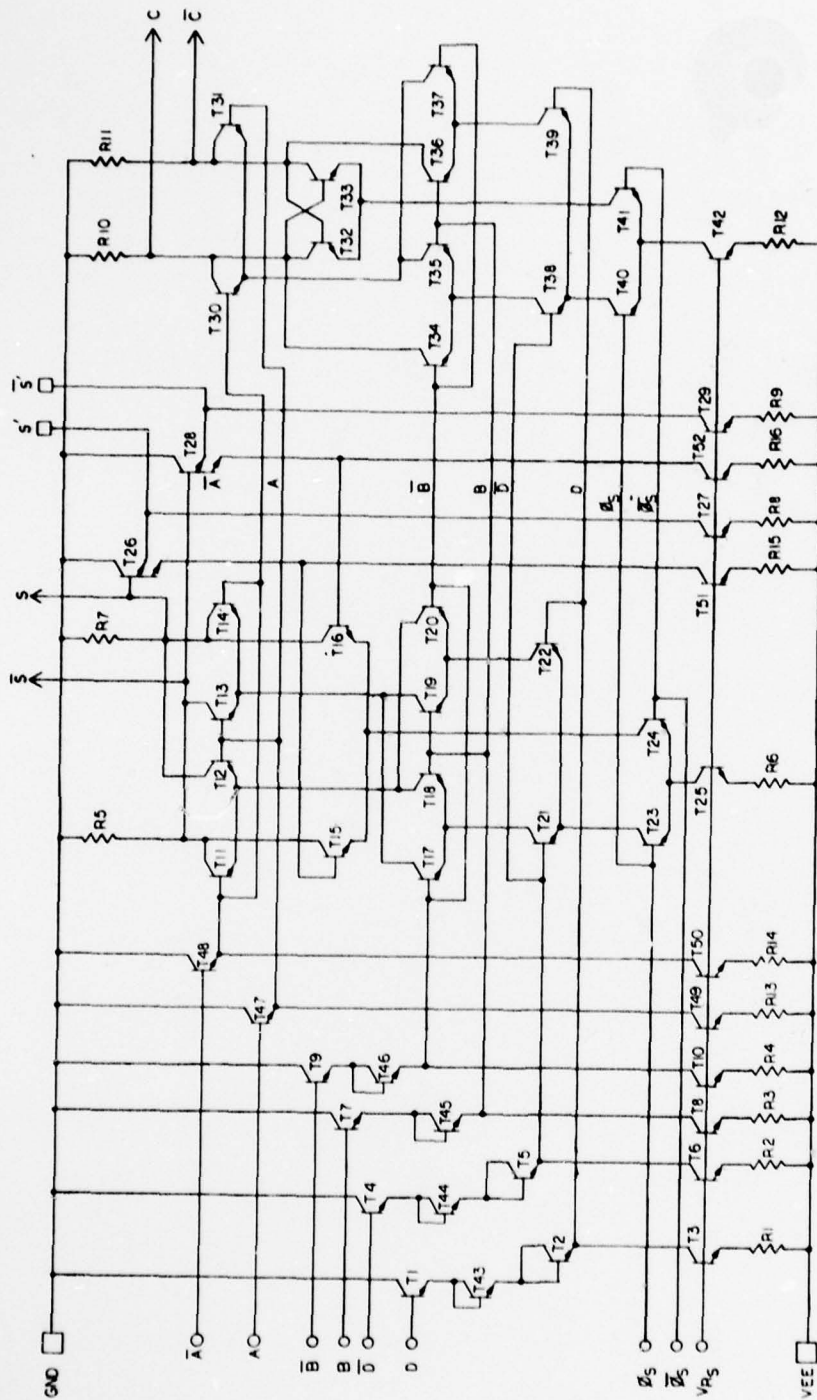 C
C̅
S̅
S
S'
S̅'
GND
R5
R7
R10
R11
T26
T28
T30
T31
T48
T47
T11
T12
T13
T14
A̅
A
A̅
A
T9
T46
T7
T45
T15
T16
T32
T33
B̅
B
D̅
D
T4
T44
T5
T1
T43
T2
T17
T18
T19
T20
B̅
B
D̅
D
T34
T35
T36
T37
T21
T22
T38
T39
Ø̅S
ØS
T23
T24
T40
T41
ØS
Ø̅S
VRS
T3
T6
T8
T10
T49
T50
T25
T51
T27
T52
T29
T42
R1
R2
R3
R4
R13
R14
R6
R15
R8
R16
R9
R12
VEE